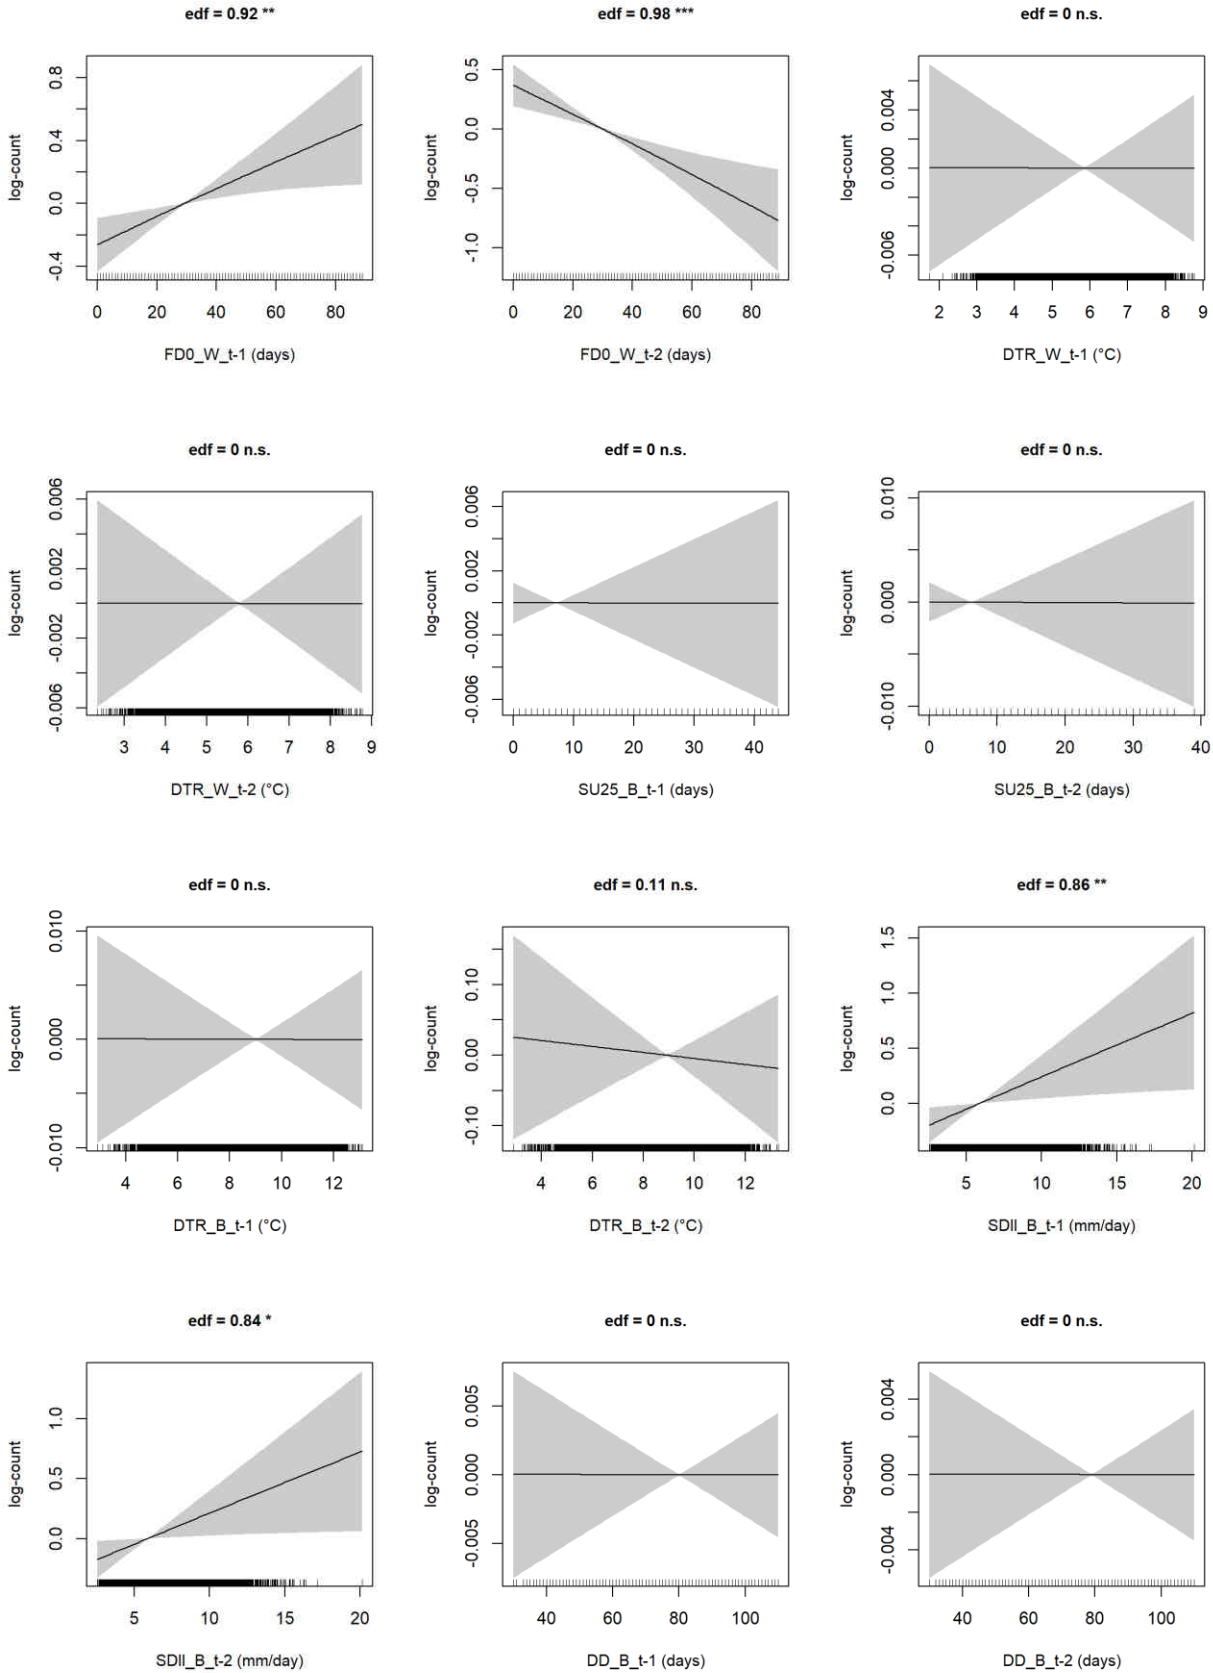 edf = 0.92 **
log-count
-0.4 0.0 0.4 0.8
0 20 40 60 80
FD0_W_t-1 (days)
edf = 0.98 ***
log-count
-1.0 -0.5 0.0 0.5
0 20 40 60 80
FD0_W_t-2 (days)
edf = 0 n.s.
log-count
-0.006 0.000 0.004
2 3 4 5 6 7 8 9
DTR_W_t-1 (°C)
edf = 0 n.s.
log-count
-0.006 -0.002 0.002 0.006
3 4 5 6 7 8 9
DTR_W_t-2 (°C)
edf = 0 n.s.
log-count
-0.006 -0.002 0.002 0.006
0 10 20 30 40
SU25_B_t-1 (days)
edf = 0 n.s.
log-count
-0.010 0.000 0.010
0 10 20 30 40
SU25_B_t-2 (days)
edf = 0 n.s.
log-count
-0.010 0.000 0.010
4 6 8 10 12
DTR_B_t-1 (°C)
edf = 0.11 n.s.
log-count
-0.10 0.00 0.10
4 6 8 10 12
DTR_B_t-2 (°C)
edf = 0.86 **
log-count
0.0 0.5 1.0 1.5
5 10 15 20
SDII_B_t-1 (mm/day)
edf = 0.84 *
log-count
0.0 0.5 1.0
5 10 15 20
SDII_B_t-2 (mm/day)
edf = 0 n.s.
log-count
-0.005 0.000 0.005
40 60 80 100
DD_B_t-1 (days)
edf = 0 n.s.
log-count
-0.004 0.000 0.004
40 60 80 100
DD_B_t-2 (days)